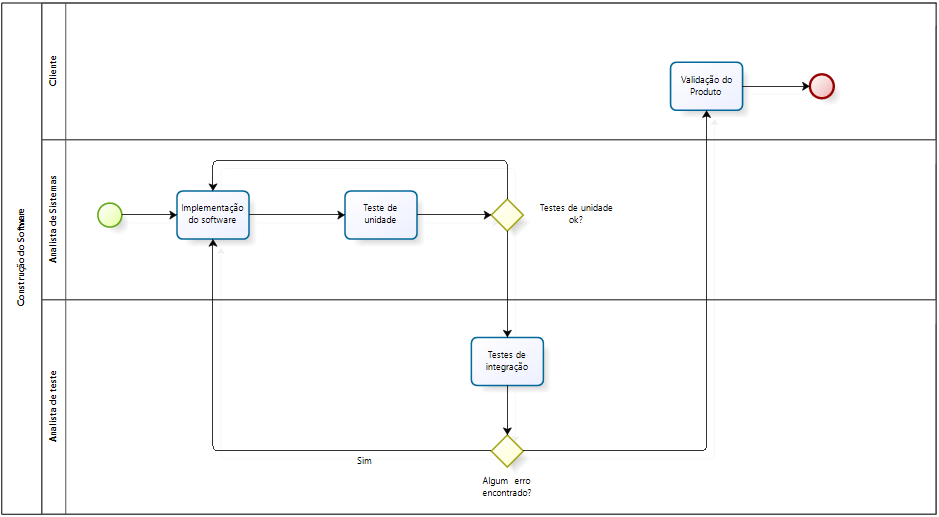 Construção do Software
Cliente
Validação do
Produto
Analista de Sistemas
Implementação
do software
Teste de
unidade
Testes de unidade
ok?
Analista de teste
Testes de
integração
Sim
Algum erro
encontrado?